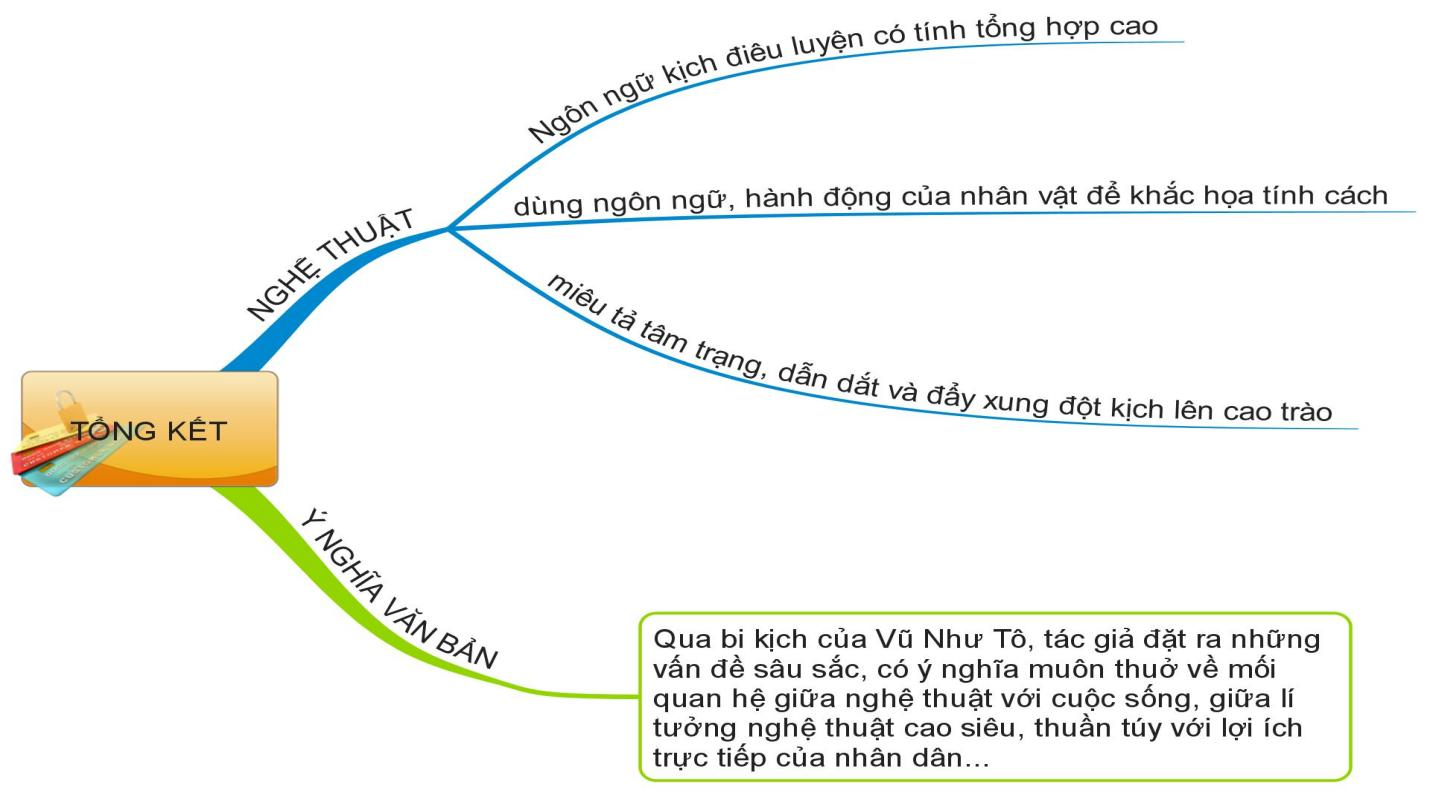 Ngôn ngữ kịch điêu luyện có tính tổng hợp cao
dùng ngôn ngữ, hành động của nhân vật để khắc họa tính cách
NGHỆ THUẬT
miêu tả tâm trạng, dẫn dắt và đẩy xung đột kịch lên cao trào
TỔNG KẾT
Ý NGHĨA VĂN BẢN
Qua bi kịch của Vũ Như Tô, tác giả đặt ra những
vấn đề sâu sắc, có ý nghĩa muôn thuở về mối
quan hệ giữa nghệ thuật với cuộc sống, giữa lí
tưởng nghệ thuật cao siêu, thuần túy với lợi ích
trực tiếp của nhân dân...